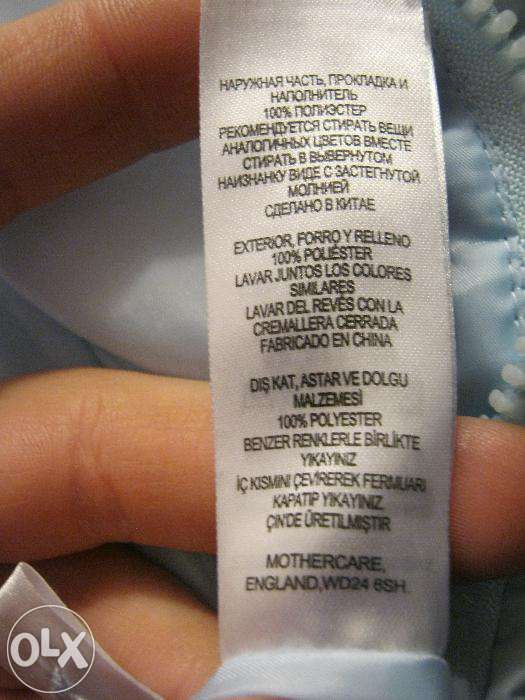 НАРУЖНАЯ ЧАСТЬ, ПРОКЛАДКА И
НАПОЛНИТЕЛЬ
100% ПОЛИЭСТЕР
РЕКОМЕНДУЕТСЯ СТИРАТЬ ВЕЩИ
АНАЛОГИЧНЫХ ЦВЕТОВ ВМЕСТЕ
СТИРАТЬ В ВЫВЕРНУТОМ
НАИЗНАНКУ ВИДЕ С ЗАСТЕГНУТОЙ
МОЛНИЕЙ
СДЕЛАНО В КИТАЕ
EXTERIOR, FORRO Y RELLENO
100% POLIÉSTER
LAVAR JUNTOS LOS COLORES
SIMILARES
LAVAR DEL REVÉS CON LA
CREMALLERA CERRADA
FABRICADO EN CHINA
DIŞ KAT, ASTAR VE DOLGU
MALZEMESİ
100% POLYESTER
BENZER RENKLERLE BİRLİKTE
YIKAYINIZ
İÇ KISMINI ÇEVİREREK FERMUARI
KAPATIP YIKAYINIZ
ÇİN'DE ÜRETİLMİŞTİR
MOTHERCARE,
ENGLAND,WD24 6SH
OLX